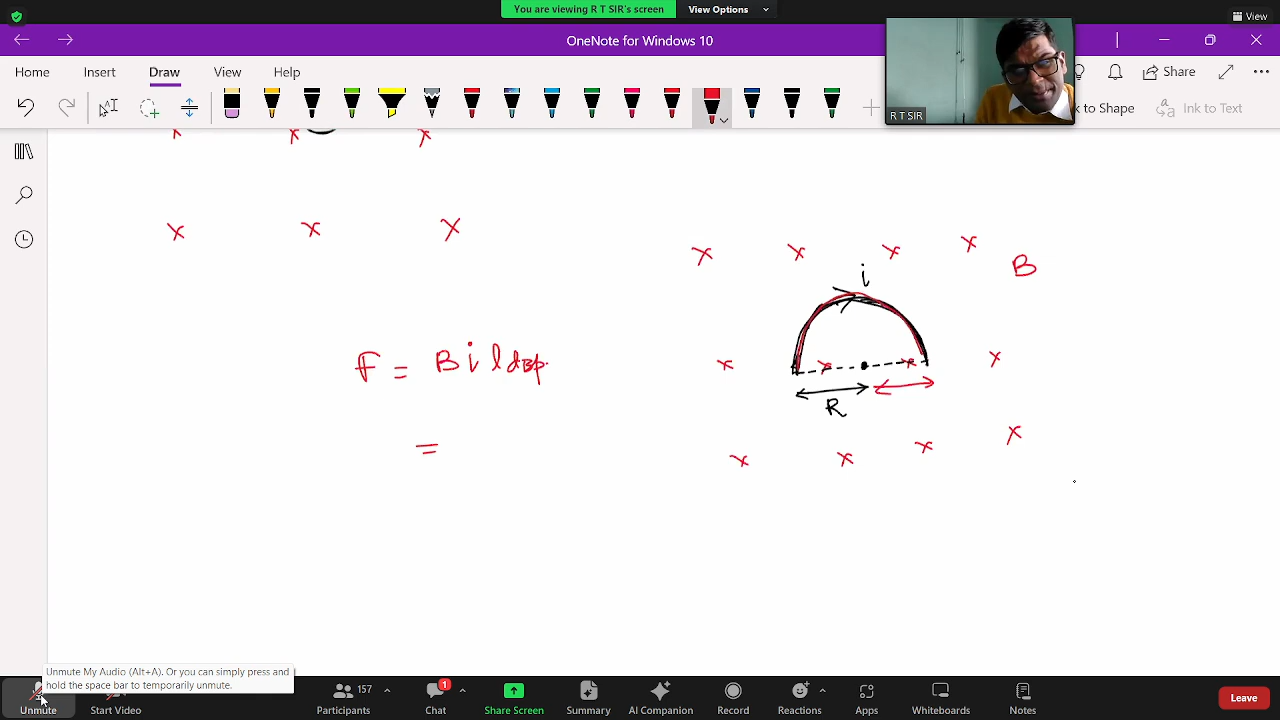 You are viewing R T SIR's screen
View Options
View
OneNote for Windows 10
Home Insert Draw View Help
Share
k to Shape
Ink to Text
R T SIR
x x x
x x x
x x x x B
i
F = B i l disp.
x x x x
R
=
x x x x
Unmute My Audio (Alt+A). Or you can simply press and
hold the space bar to temporarily unmute.
157
1
Unmute Start Video Participants Chat Share Screen Summary AI Companion Record Reactions Apps Whiteboards Notes
Leave